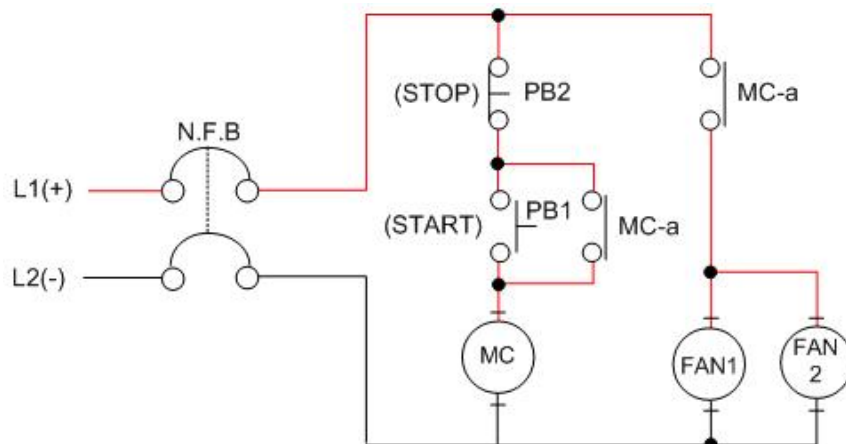 N.F.B
L1(+)
L2(-)
(STOP) PB2
MC-a
(START) PB1
MC-a
MC
FAN1
FAN
2